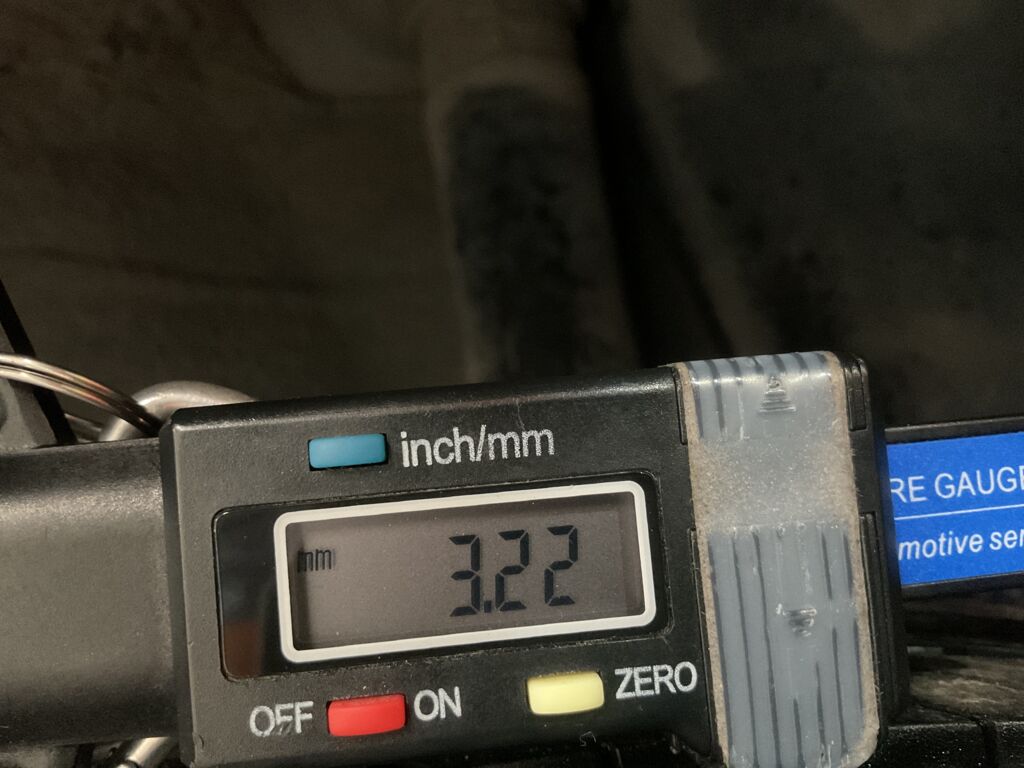 inch/mm
mm 3.22
OFF ON ZERO
RE GAUGE
motive ser